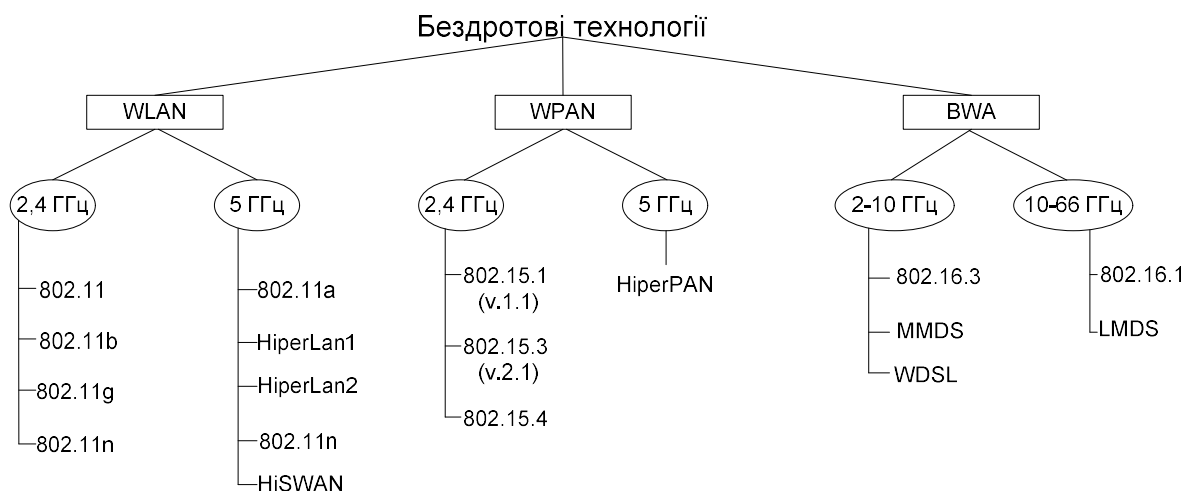 Бездротові технології
WLAN
WPAN
BWA
2,4 ГГц
5 ГГц
2,4 ГГц
5 ГГц
2-10 ГГц
10-66 ГГц
802.11
802.11b
802.11g
802.11n
802.11a
HiperLan1
HiperLan2
802.11n
HiSWAN
802.15.1
(v.1.1)
802.15.3
(v.2.1)
802.15.4
HiperPAN
802.16.3
MMDS
WDSL
802.16.1
LMDS